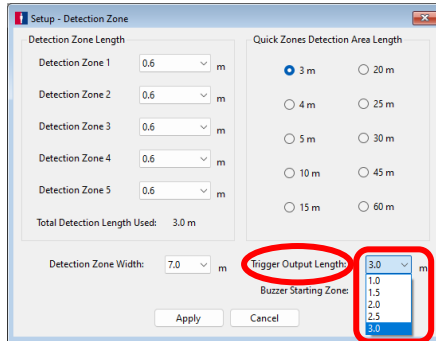 Setup - Detection Zone
Detection Zone Length
Detection Zone 1 0.6 m
Detection Zone 2 0.6 m
Detection Zone 3 0.6 m
Detection Zone 4 0.6 m
Detection Zone 5 0.6 m
Total Detection Length Used: 3.0 m
Quick Zones Detection Area Length
3 m 20 m
4 m 25 m
5 m 30 m
10 m 45 m
15 m 60 m
Detection Zone Width: 7.0 m
Trigger Output Length: 3.0 m
1.0
1.5
2.0
2.5
3.0
Buzzer Starting Zone:
Apply Cancel